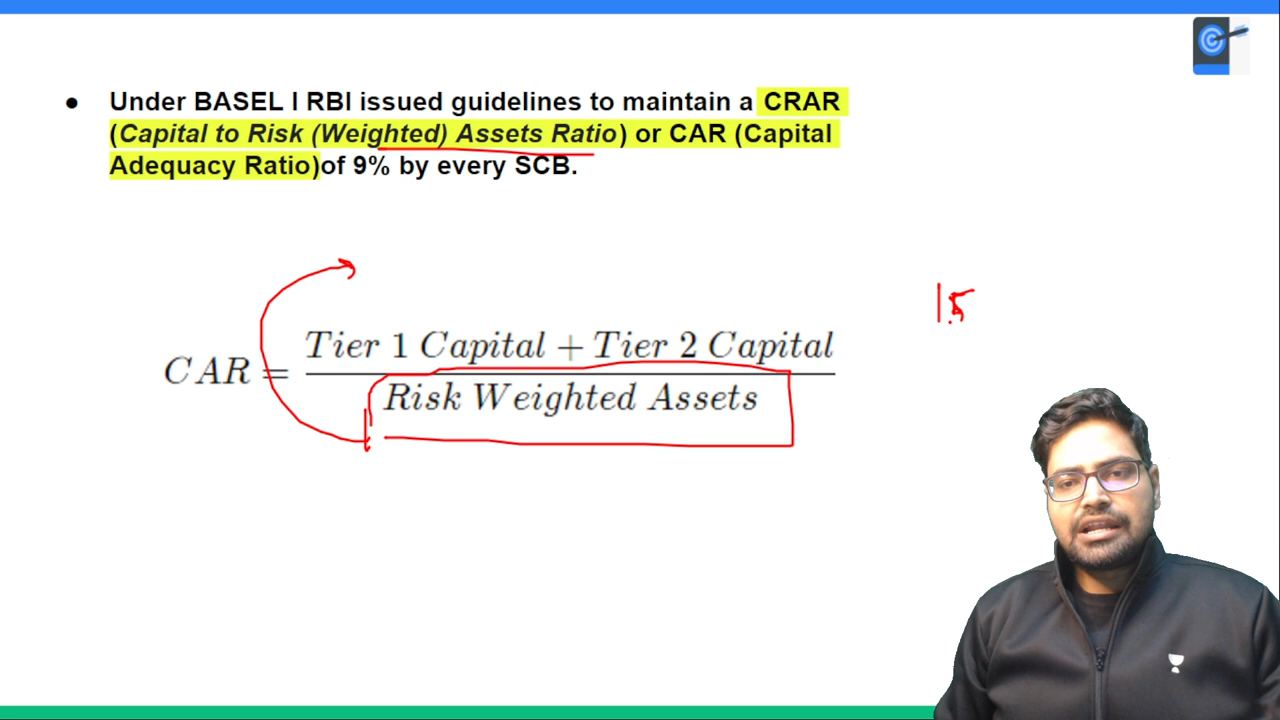 ● Under BASEL I RBI issued guidelines to maintain a CRAR
(Capital to Risk (Weighted) Assets Ratio) or CAR (Capital
Adequacy Ratio)of 9% by every SCB.
CAR = (Tier 1 Capital + Tier 2 Capital) / (Risk Weighted Assets)